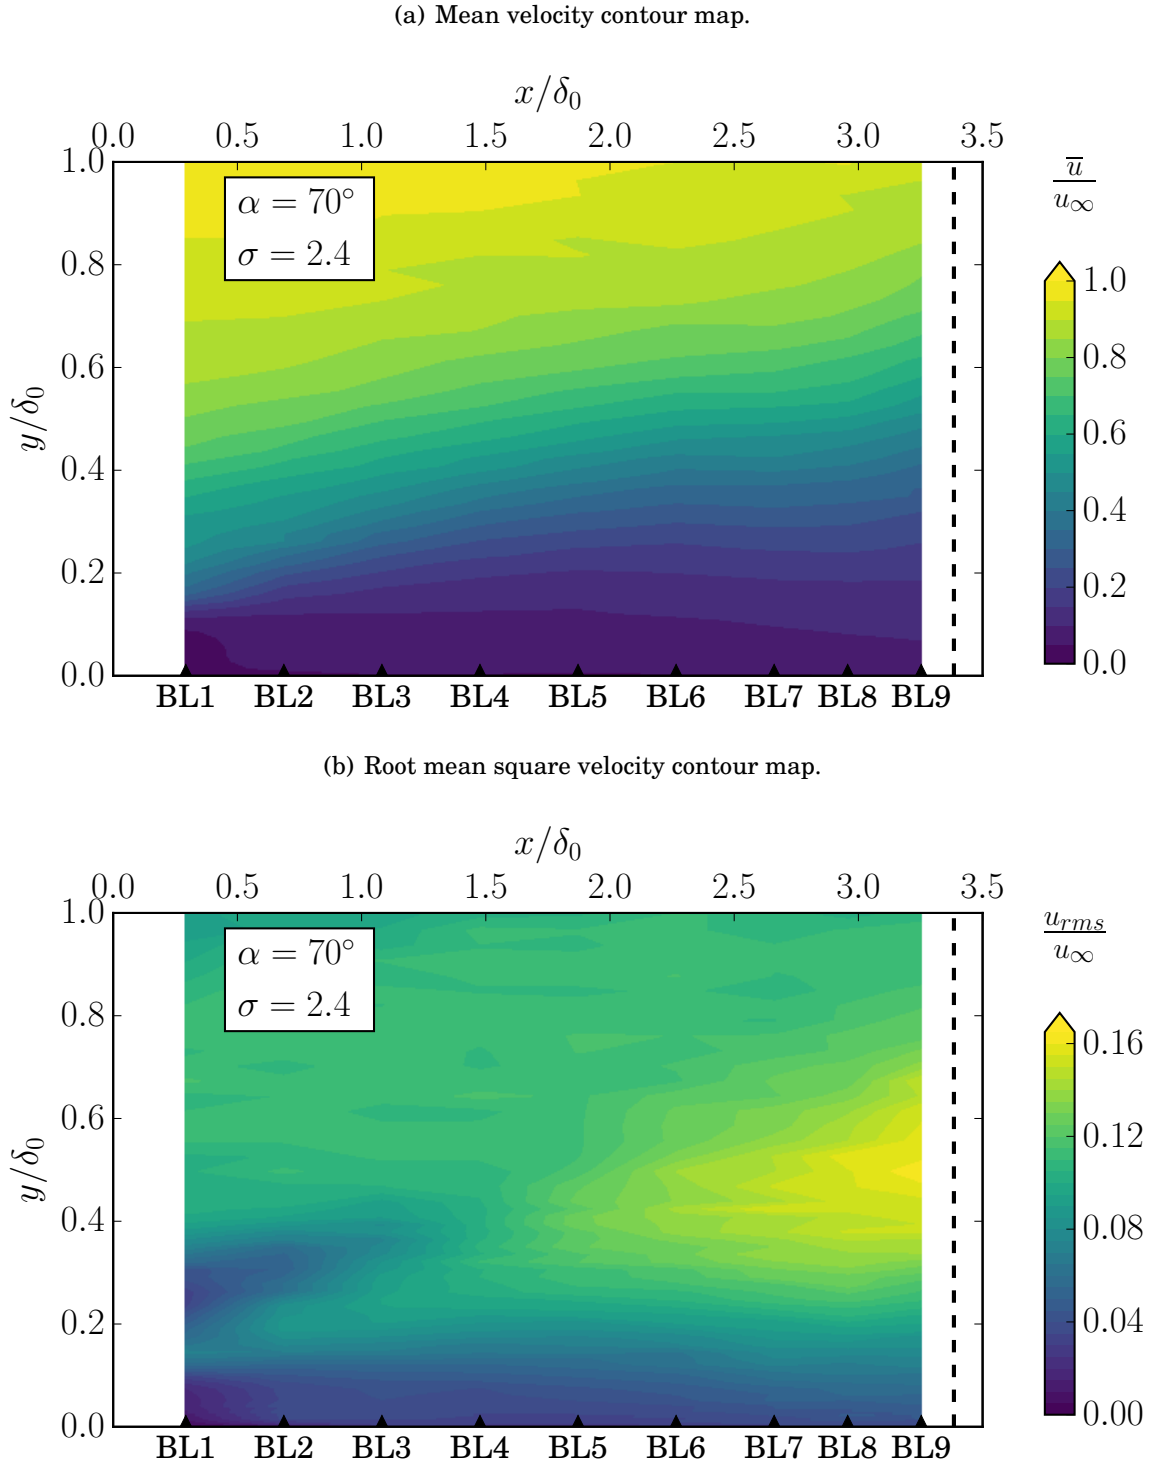 (a) Mean velocity contour map.
x/δ₀
0.0 0.5 1.0 1.5 2.0 2.5 3.0 3.5
1.0
0.8
0.6
0.4
0.2
0.0
y/δ₀
α = 70°
σ = 2.4
BL1 BL2 BL3 BL4 BL5 BL6 BL7 BL8 BL9
u̅
u∞
1.0
0.8
0.6
0.4
0.2
0.0
(b) Root mean square velocity contour map.
x/δ₀
0.0 0.5 1.0 1.5 2.0 2.5 3.0 3.5
1.0
0.8
0.6
0.4
0.2
0.0
y/δ₀
α = 70°
σ = 2.4
BL1 BL2 BL3 BL4 BL5 BL6 BL7 BL8 BL9
uᵣₘₛ
u∞
0.16
0.12
0.08
0.04
0.00